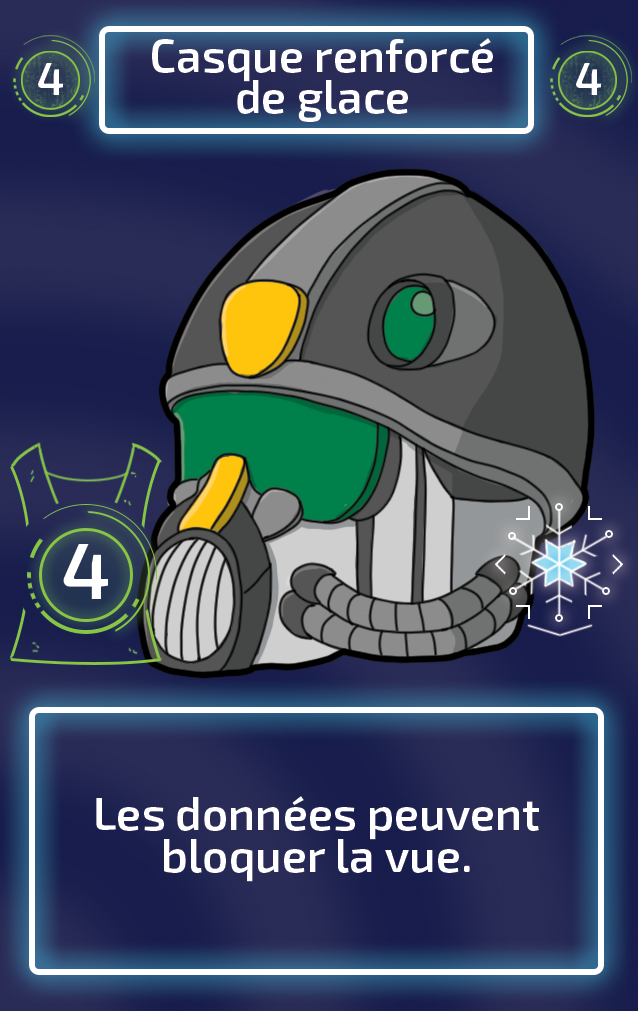 4
Casque renforcé
de glace
4
4
Les données peuvent
bloquer la vue.